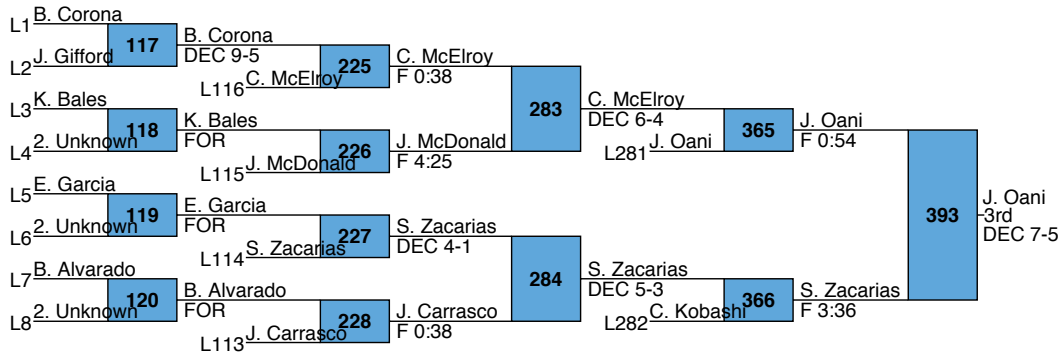 L1 B. Corona
117
L2 J. Gifford
B. Corona
DEC 9-5
225
L116 C. McElroy
C. McElroy
F 0:38
L3 K. Bales
118
L4 2. Unknown
K. Bales
FOR
226
L115 J. McDonald
J. McDonald
F 4:25
283
C. McElroy
DEC 6-4
365
L281 J. Oani
J. Oani
F 0:54
L5 E. Garcia
119
L6 2. Unknown
E. Garcia
FOR
227
L114 S. Zacarias
S. Zacarias
DEC 4-1
L7 B. Alvarado
120
L8 2. Unknown
B. Alvarado
FOR
228
L113 J. Carrasco
J. Carrasco
F 0:38
284
S. Zacarias
DEC 5-3
366
L282 C. Kobashi
S. Zacarias
F 3:36
393
J. Oani
3rd
DEC 7-5